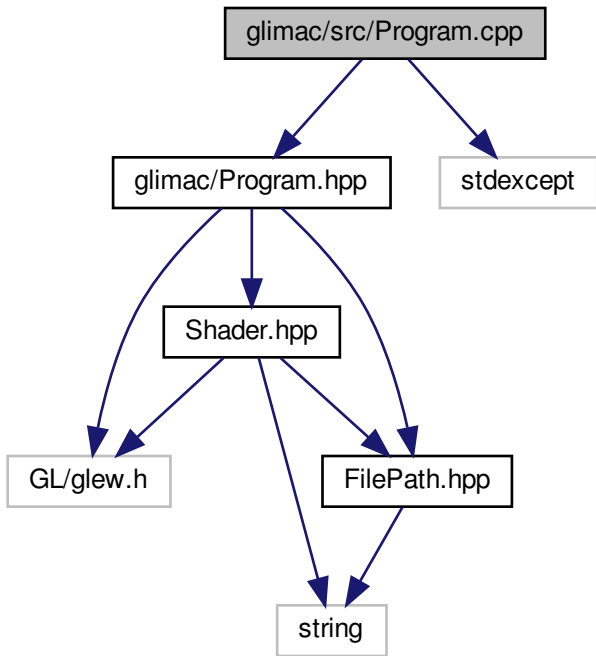 glimac/src/Program.cpp
glimac/Program.hpp
stdexcept
Shader.hpp
GL/glew.h
FilePath.hpp
string